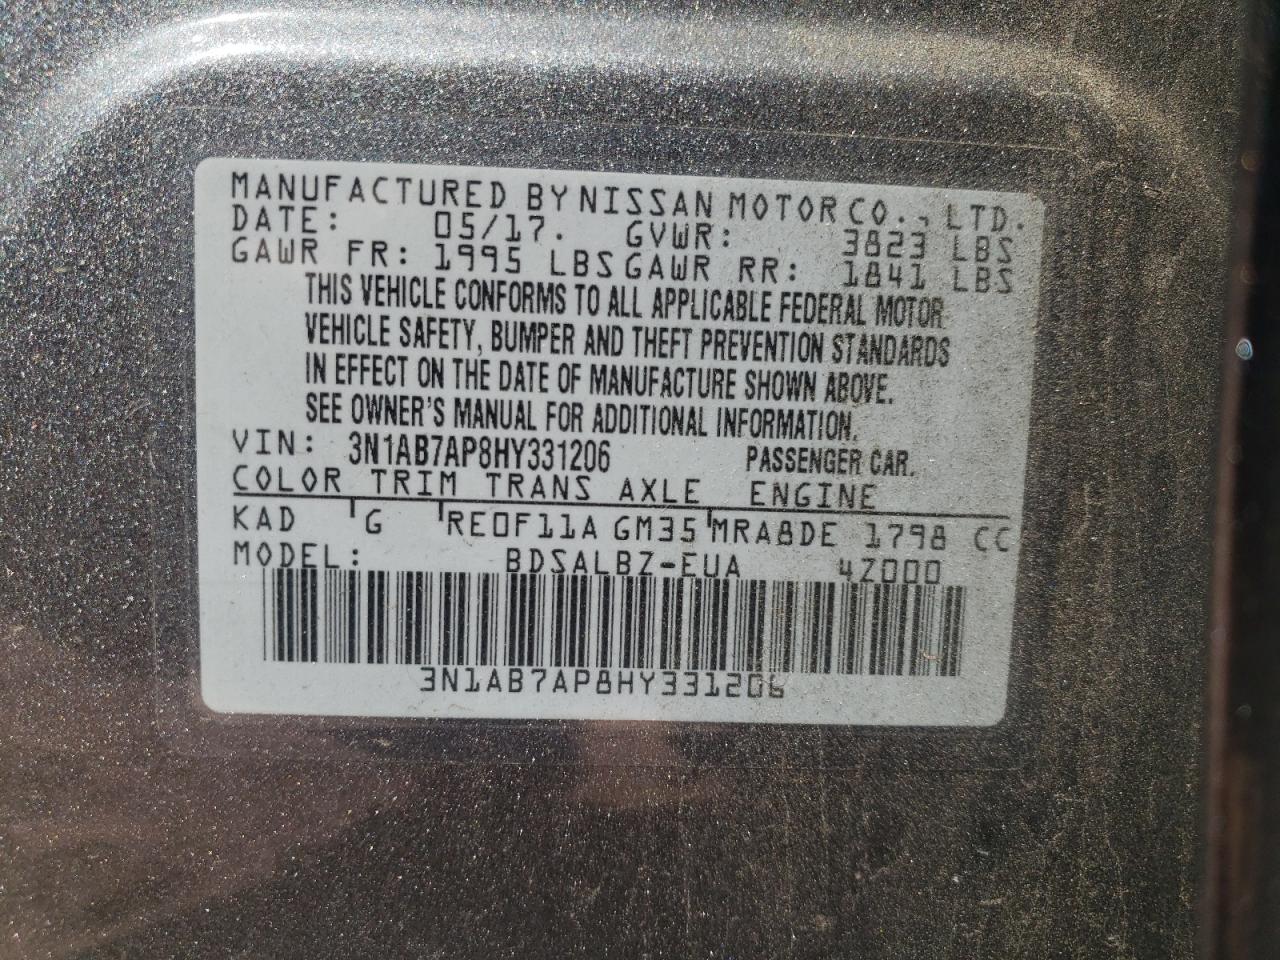 MANUFACTURED BY NISSAN MOTOR CO., LTD.
DATE: 05/17. GVWR: 3823 LBS
GAWR FR: 1995 LBS GAWR RR: 1841 LBS
THIS VEHICLE CONFORMS TO ALL APPLICABLE FEDERAL MOTOR
VEHICLE SAFETY, BUMPER AND THEFT PREVENTION STANDARDS
IN EFFECT ON THE DATE OF MANUFACTURE SHOWN ABOVE.
SEE OWNER'S MANUAL FOR ADDITIONAL INFORMATION.
VIN: 3N1AB7AP8HY331206 PASSENGER CAR.
COLOR TRIM TRANS AXLE ENGINE
KAD G RE0F11A GM35 MRA8DE 1798 CC
MODEL: BDSALBZ-EUA 4Z000
3N1AB7AP8HY331206